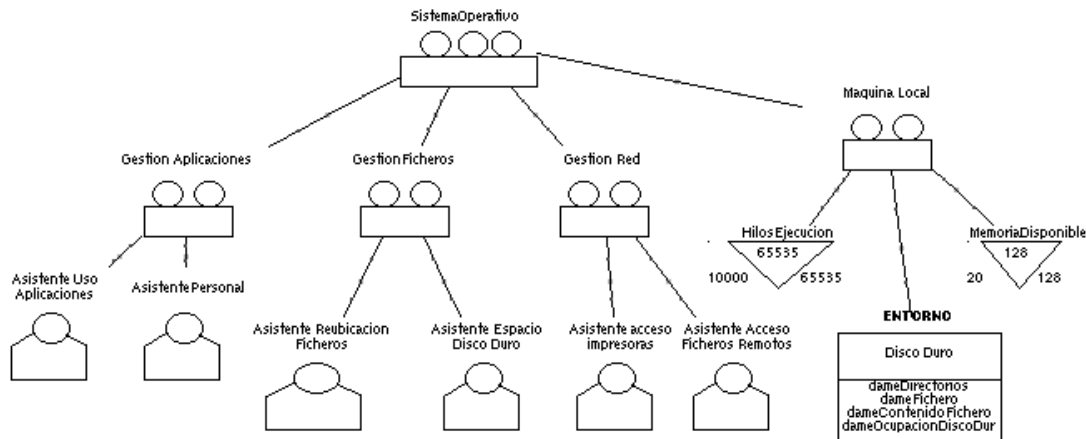 SistemaOperativo
Maquina Local
Gestion Aplicaciones
Gestion Ficheros
Gestion Red
HilosEjecucion
65535
10000
65535
MemoriaDisponible
128
20
128
Asistente Uso
Aplicaciones
Asistente Personal
Asistente Reubicacion
Ficheros
Asistente Espacio
Disco Duro
Asistente acceso
impresoras
Asistente Acceso
Ficheros Remotos
ENTORNO
Disco Duro
dameDirectorios
dameFichero
dameContenidoFichero
dameOcupacionDiscoDur